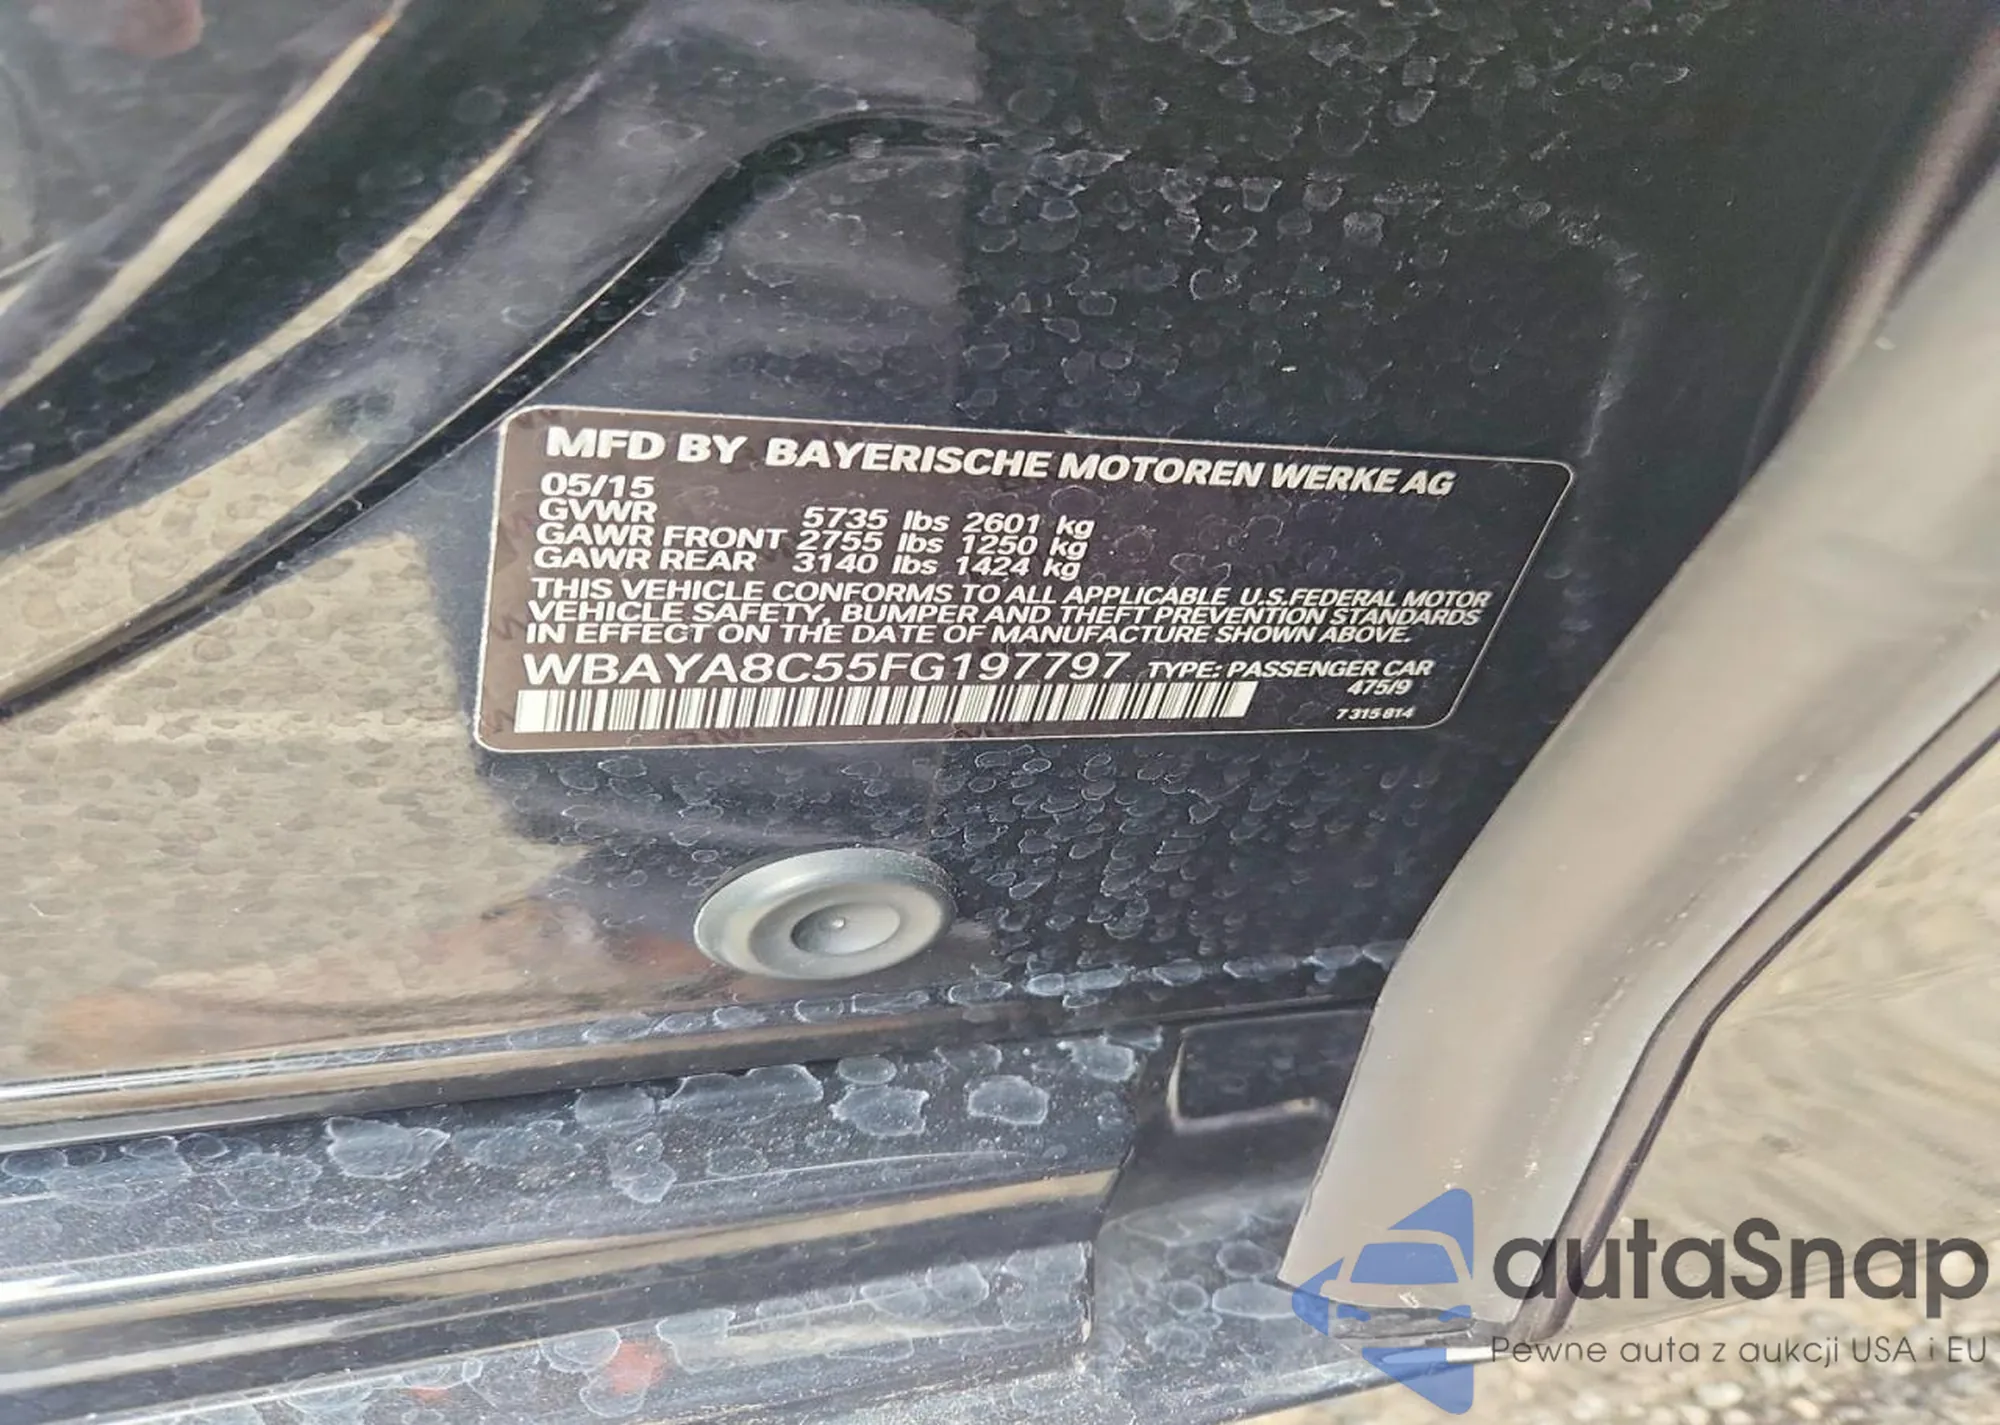 MFD BY BAYERISCHE MOTOREN WERKE AG
05/15
GVWR 5735 lbs 2601 kg
GAWR FRONT 2755 lbs 1250 kg
GAWR REAR 3140 lbs 1424 kg
THIS VEHICLE CONFORMS TO ALL APPLICABLE U.S.FEDERAL MOTOR
VEHICLE SAFETY, BUMPER AND THEFT PREVENTION STANDARDS
IN EFFECT ON THE DATE OF MANUFACTURE SHOWN ABOVE.
WBAYA8C55FG197797 TYPE: PASSENGER CAR
475/9
7 315 814
autaSnap
Pewne auta z aukcji USA i EU